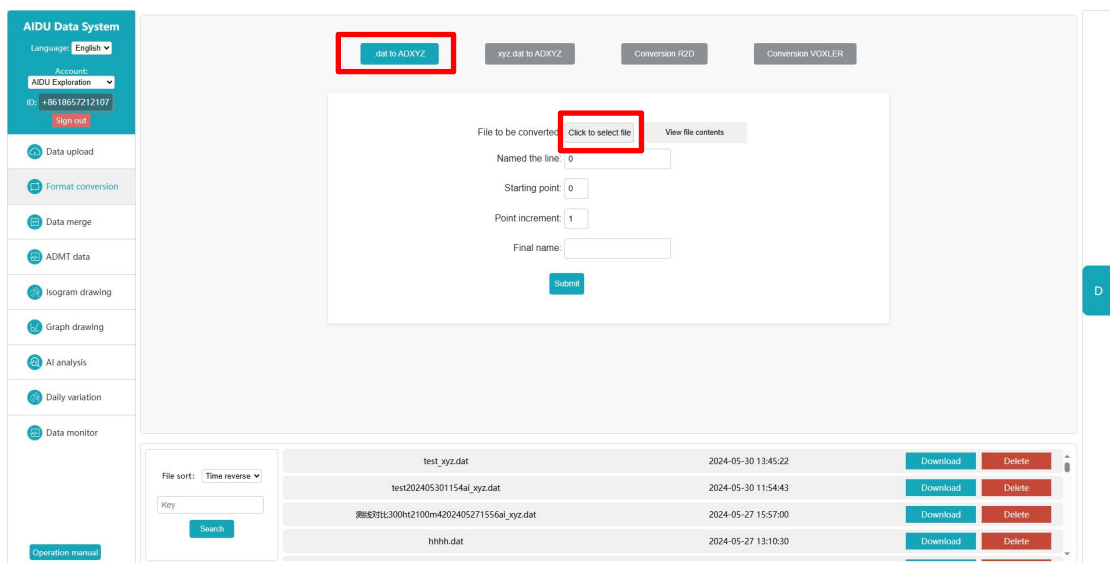 AIDU Data System
Language: English
Account:
AIDU Exploration
ID: +8618657212107
Sign out
Data upload
Format conversion
Data merge
ADMT data
Isogram drawing
Graph drawing
AI analysis
Daily variation
Data monitor
Operation manual
.dat to ADXYZ xyz.dat to ADXYZ Conversion R2D Conversion VOXLER
File to be converted: Click to select file View file contents
Named the line: 0
Starting point: 0
Point increment: 1
Final name:
Submit
D
File sort: Time reverse
Key
Search
test_xyz.dat 2024-05-30 13:45:22 Download Delete
test202405301154ai_xyz.dat 2024-05-30 11:54:43 Download Delete
测线对比300ht2100m4202405271556ai_xyz.dat 2024-05-27 15:57:00 Download Delete
hhhh.dat 2024-05-27 13:10:30 Download Delete